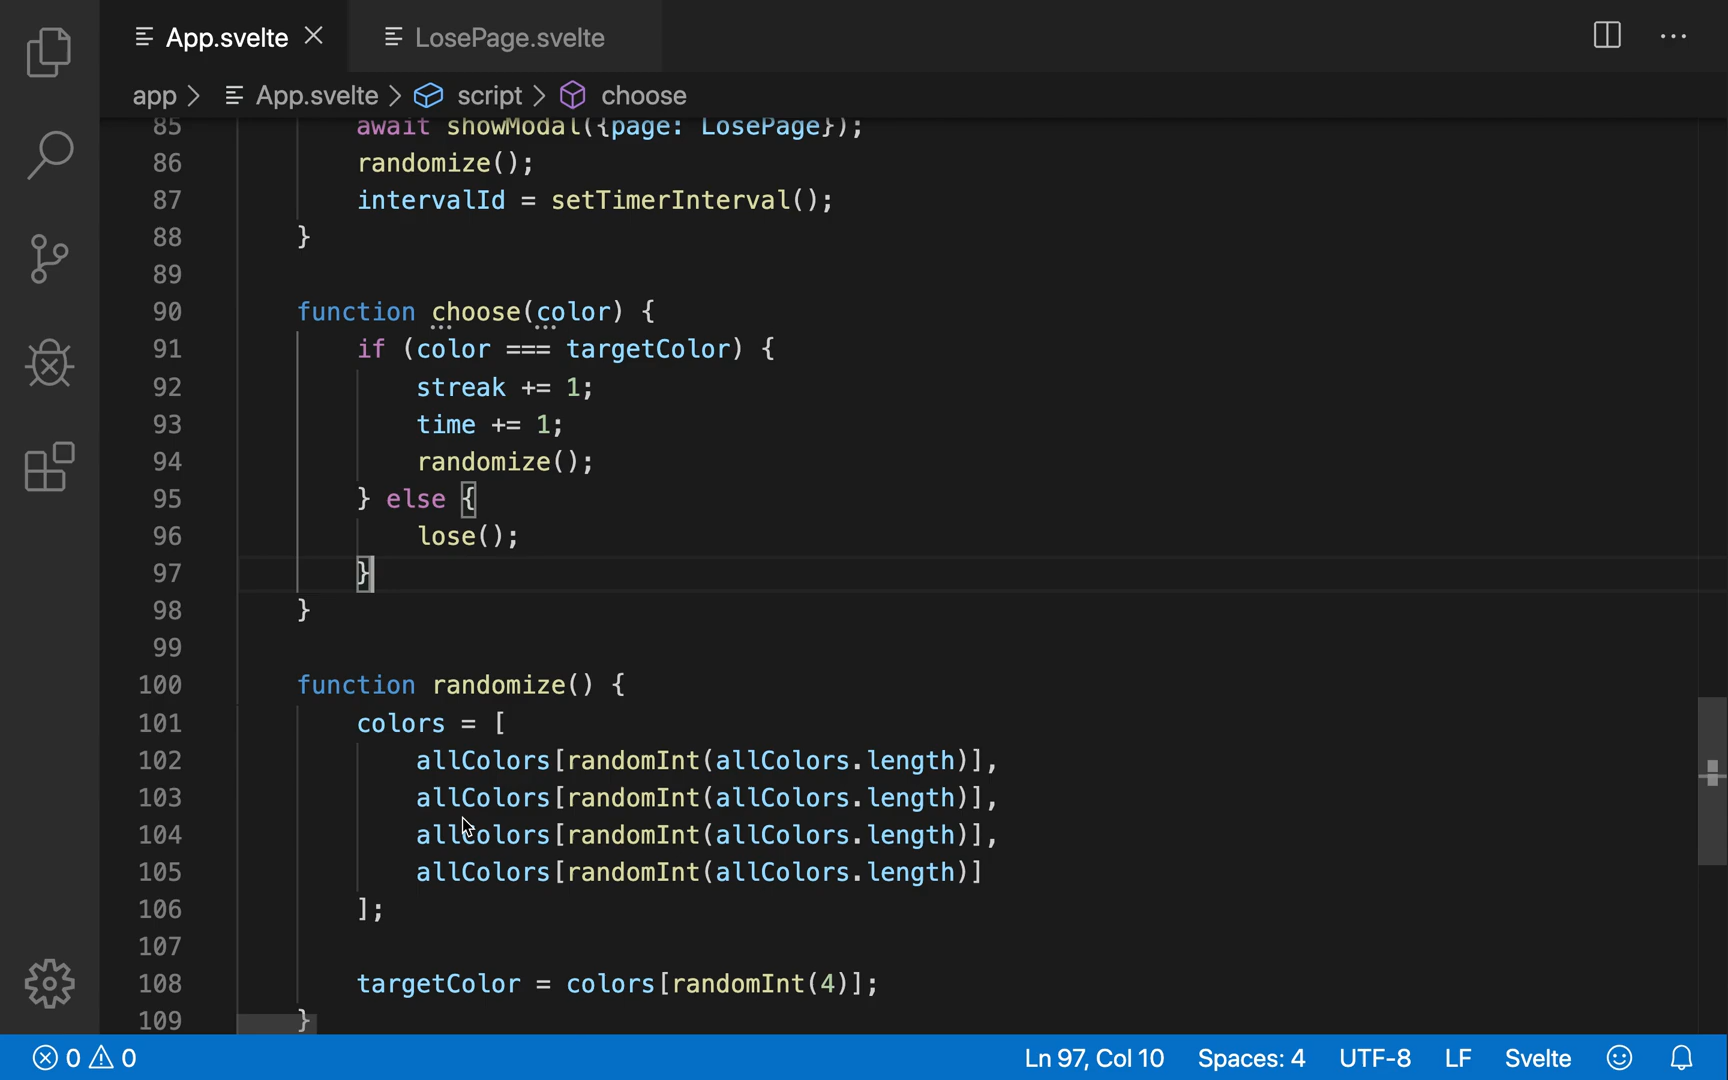 App.svelte
LosePage.svelte
app > App.svelte > script > choose
85 await showModal({page: LosePage});
86 randomize();
87 intervalId = setTimerInterval();
88 }
89
90 function choose(color) {
91 if (color === targetColor) {
92 streak += 1;
93 time += 1;
94 randomize();
95 } else {
96 lose();
97 }
98 }
99
100 function randomize() {
101 colors = [
102 allColors[randomInt(allColors.length)],
103 allColors[randomInt(allColors.length)],
104 allColors[randomInt(allColors.length)],
105 allColors[randomInt(allColors.length)]
106 ];
107
108 targetColor = colors[randomInt(4)];
109 }
0 0 Ln 97, Col 10 Spaces: 4 UTF-8 LF Svelte